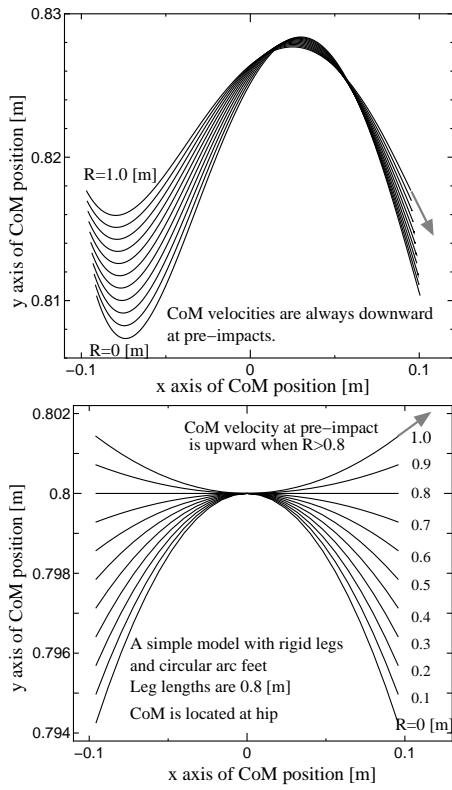 y axis of CoM position [m]
0.83
0.82
0.81
R=1.0 [m]
CoM velocities are always downward
at pre−impacts.
R=0 [m]
−0.1
0
0.1
x axis of CoM position [m]
y axis of CoM position [m]
0.802
0.8
0.798
0.796
0.794
CoM velocity at pre−impact
is upward when R>0.8
1.0
0.9
0.8
0.7
0.6
0.5
0.4
0.3
0.2
0.1
R=0 [m]
A simple model with rigid legs
and circular arc feet
Leg lengths are 0.8 [m]
CoM is located at hip
−0.1
0
0.1
x axis of CoM position [m]